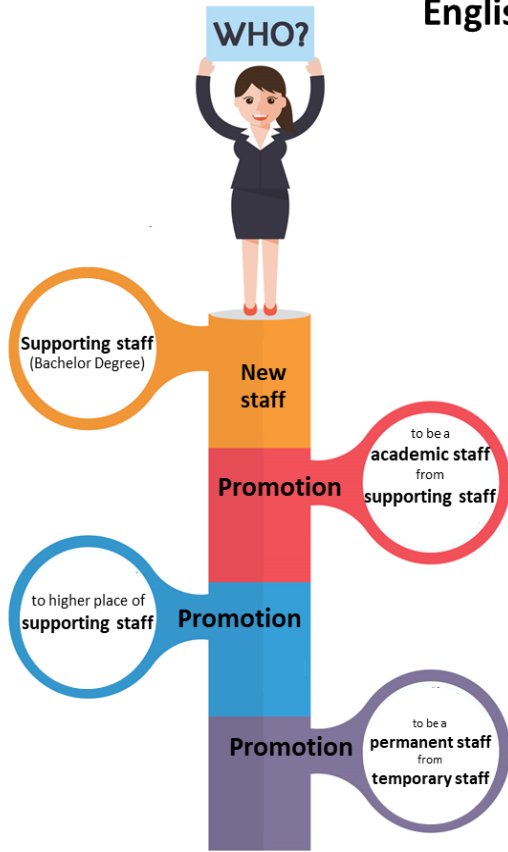 Englis
WHO?
Supporting staff
(Bachelor Degree)
New
staff
to be a
academic staff
from
supporting staff
Promotion
to higher place of
supporting staff
Promotion
to be a
permanent staff
from
temporary staff
Promotion